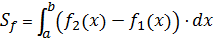 S_f = ∫_a^b (f_2(x) − f_1(x)) · dx